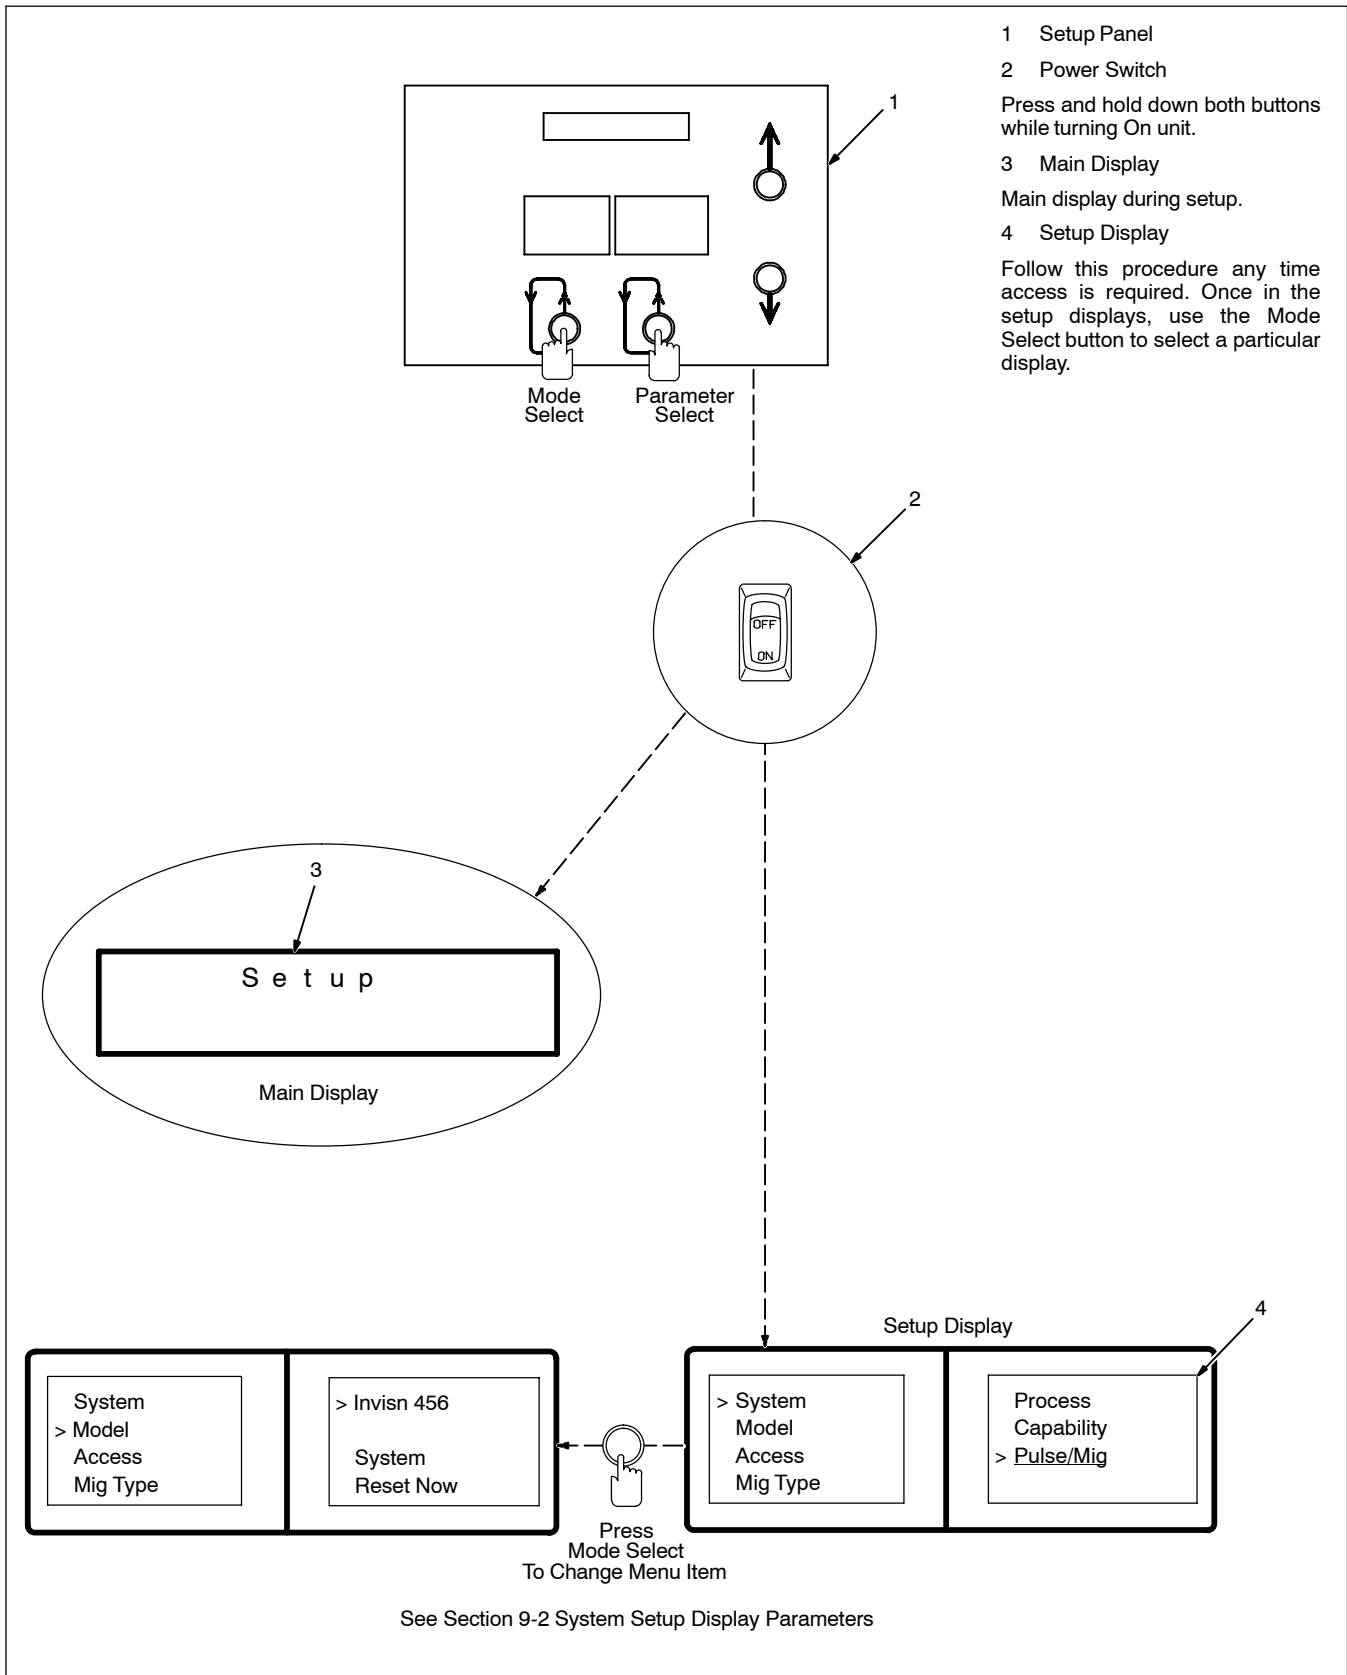 1 Setup Panel
2 Power Switch
Press and hold down both buttons
while turning On unit.
3 Main Display
Main display during setup.
4 Setup Display
Follow this procedure any time
access is required. Once in the
setup displays, use the Mode
Select button to select a particular
display.
1
Mode
Select
Parameter
Select
2
OFF
ON
3
Setup
Main Display
Setup Display
4
System
> Model
Access
Mig Type
> Invisn 456
System
Reset Now
Press
Mode Select
To Change Menu Item
> System
Model
Access
Mig Type
Process
Capability
> Pulse/Mig
See Section 9-2 System Setup Display Parameters